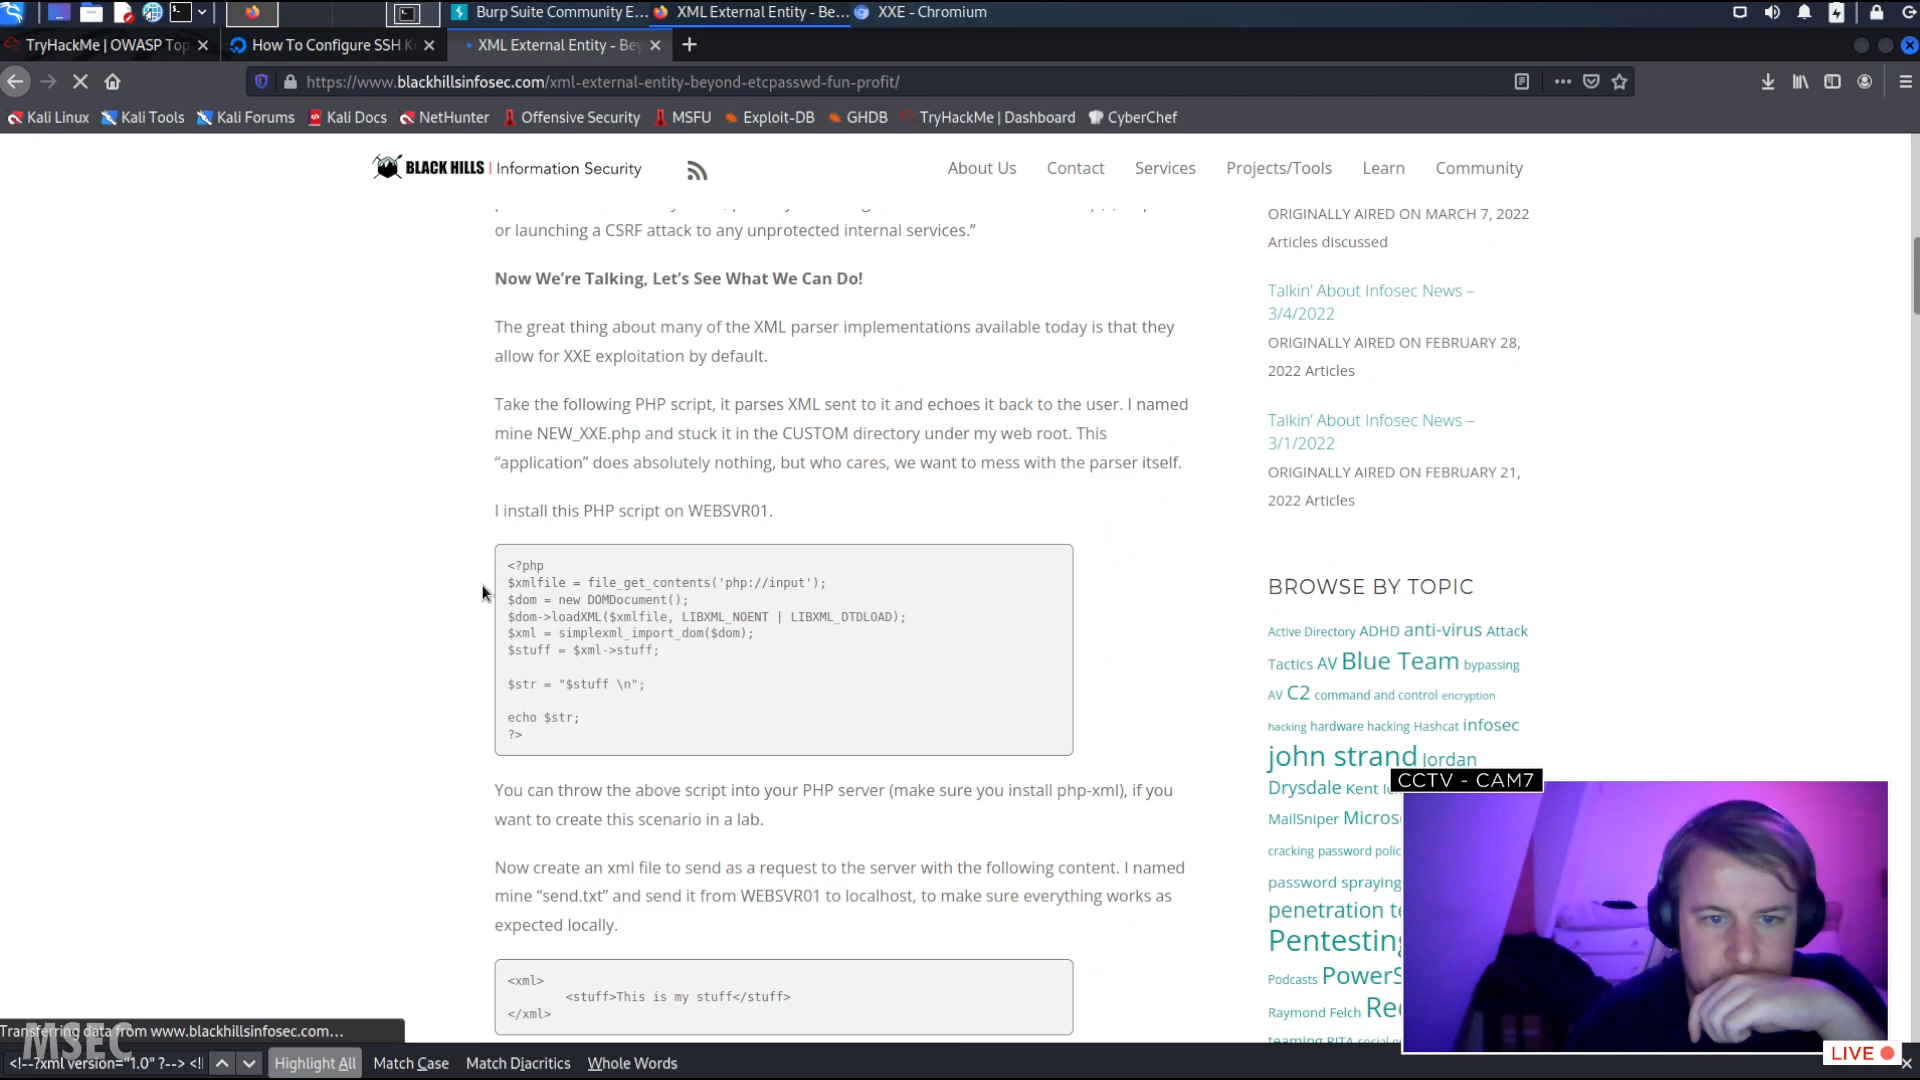 Burp Suite Community E...
XML External Entity - Be...
XXE - Chromium
TryHackMe | OWASP Top
How To Configure SSH K
XML External Entity - Bey
https://www.blackhillsinfosec.com/xml-external-entity-beyond-etcpasswd-fun-profit/
Kali Linux
Kali Tools
Kali Forums
Kali Docs
NetHunter
Offensive Security
MSFU
Exploit-DB
GHDB
TryHackMe | Dashboard
CyberChef
BLACK HILLS | Information Security
About Us
Contact
Services
Projects/Tools
Learn
Community
or launching a CSRF attack to any unprotected internal services.”
Now We’re Talking, Let’s See What We Can Do!
The great thing about many of the XML parser implementations available today is that they
allow for XXE exploitation by default.
Take the following PHP script, it parses XML sent to it and echoes it back to the user. I named
mine NEW_XXE.php and stuck it in the CUSTOM directory under my web root. This
“application” does absolutely nothing, but who cares, we want to mess with the parser itself.
I install this PHP script on WEBSVR01.
<?php
$xmlfile = file_get_contents('php://input');
$dom = new DOMDocument();
$dom->loadXML($xmlfile, LIBXML_NOENT | LIBXML_DTDLOAD);
$xml = simplexml_import_dom($dom);
$stuff = $xml->stuff;
$str = "$stuff \n";
echo $str;
?>
You can throw the above script into your PHP server (make sure you install php-xml), if you
want to create this scenario in a lab.
Now create an xml file to send as a request to the server with the following content. I named
mine “send.txt” and send it from WEBSVR01 to localhost, to make sure everything works as
expected locally.
<xml>
<stuff>This is my stuff</stuff>
</xml>
ORIGINALLY AIRED ON MARCH 7, 2022
Articles discussed
Talkin’ About Infosec News –
3/4/2022
ORIGINALLY AIRED ON FEBRUARY 28,
2022 Articles
Talkin’ About Infosec News –
3/1/2022
ORIGINALLY AIRED ON FEBRUARY 21,
2022 Articles
BROWSE BY TOPIC
Active Directory ADHD anti-virus Attack
Tactics AV Blue Team bypassing
AV C2 command and control encryption
hacking hardware hacking Hashcat infosec
john strand Jordan
Drysdale Kent
MailSniper
cracking password
password spraying
penetration
Pentesting
Podcasts
Raymond Felch
CCTV - CAM7
LIVE
Transferring data from www.blackhillsinfosec.com...
MSEC
<!--?xml version="1.0" ?--> <!
Highlight All
Match Case
Match Diacritics
Whole Words